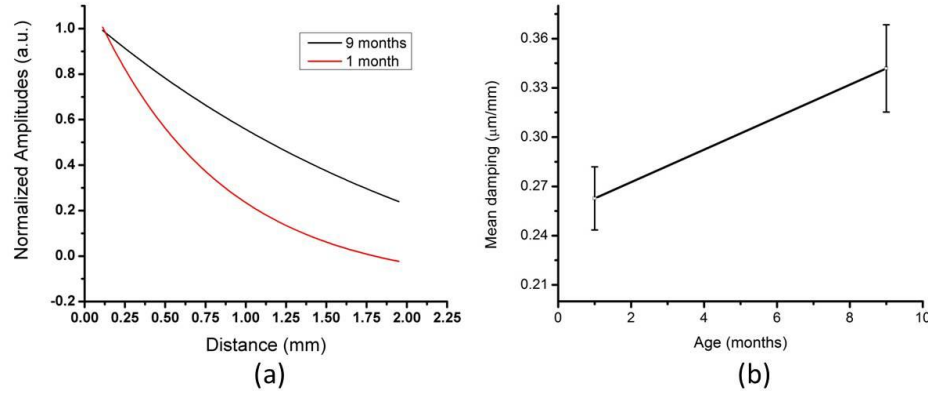 1.0
0.8
0.6
0.4
0.2
0.0
-0.2
Normalized Amplitudes (a.u.)
9 months
1 month
0.00 0.25 0.50 0.75 1.00 1.25 1.50 1.75 2.00 2.25
Distance (mm)
(a)
0.36
0.33
0.30
0.27
0.24
0.21
Mean damping (μm/mm)
0 2 4 6 8 10
Age (months)
(b)